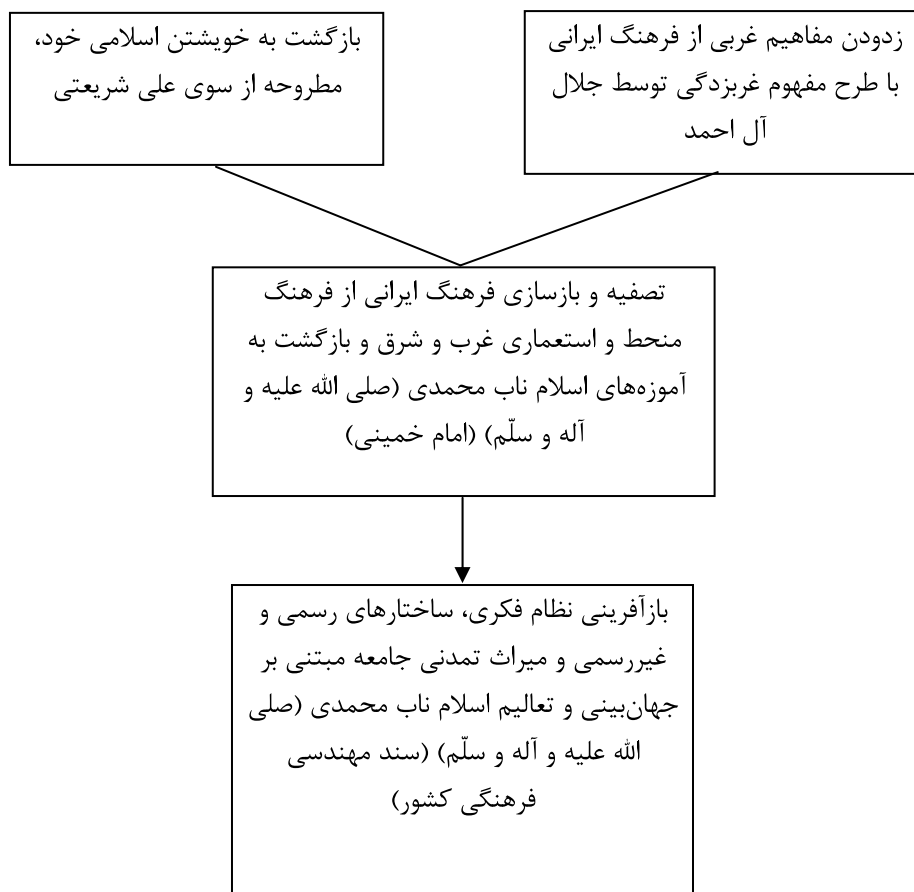 زدودن مفاهیم غربی از فرهنگ ایرانی
با طرح مفهوم غربزدگی توسط جلال
آل احمد
بازگشت به خویشتن اسلامی خود،
مطروحه از سوی علی شریعتی
تصفیه و بازسازی فرهنگ ایرانی از فرهنگ
منحط و استعماری غرب و شرق و بازگشت به
آموزه‌های اسلام ناب محمدی (صلی الله علیه و
آله و سلّم) (امام خمینی)
بازآفرینی نظام فکری، ساختارهای رسمی و
غیررسمی و میراث تمدنی جامعه مبتنی بر
جهان‌بینی و تعالیم اسلام ناب محمدی (صلی
الله علیه و آله و سلّم) (سند مهندسی
فرهنگی کشور)